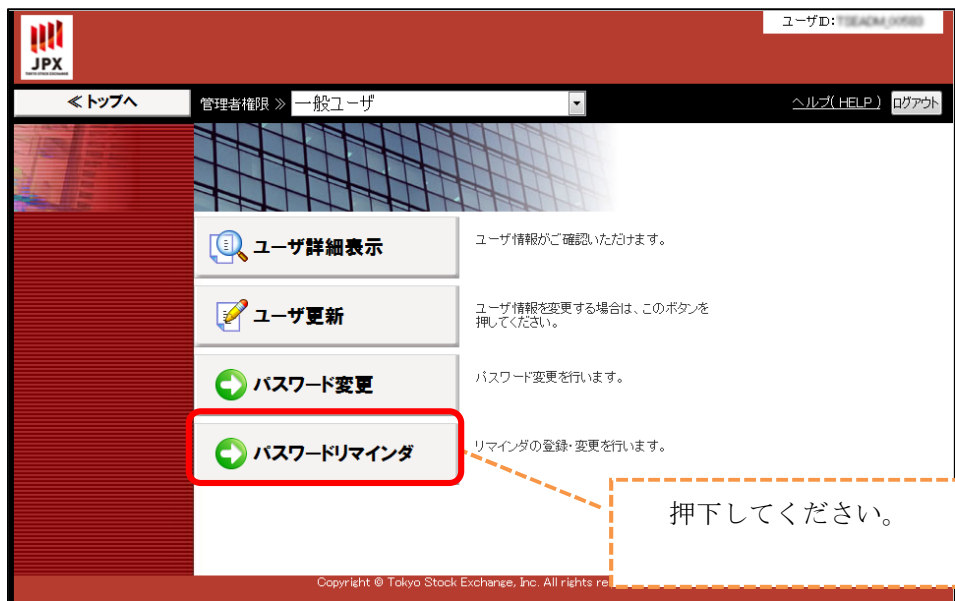 ユーザID:
JPX
TOKYO STOCK EXCHANGE
≪ トップへ
管理者権限 ≫ 一般ユーザ
ヘルプ( HELP ) ログアウト
ユーザ詳細表示
ユーザ情報がご確認いただけます。
ユーザ更新
ユーザ情報を変更する場合は、このボタンを
押してください。
パスワード変更
パスワード変更を行います。
パスワードリマインダ
リマインダの登録・変更を行います。
押下してください。
Copyright © Tokyo Stock Exchange, Inc. All rights re